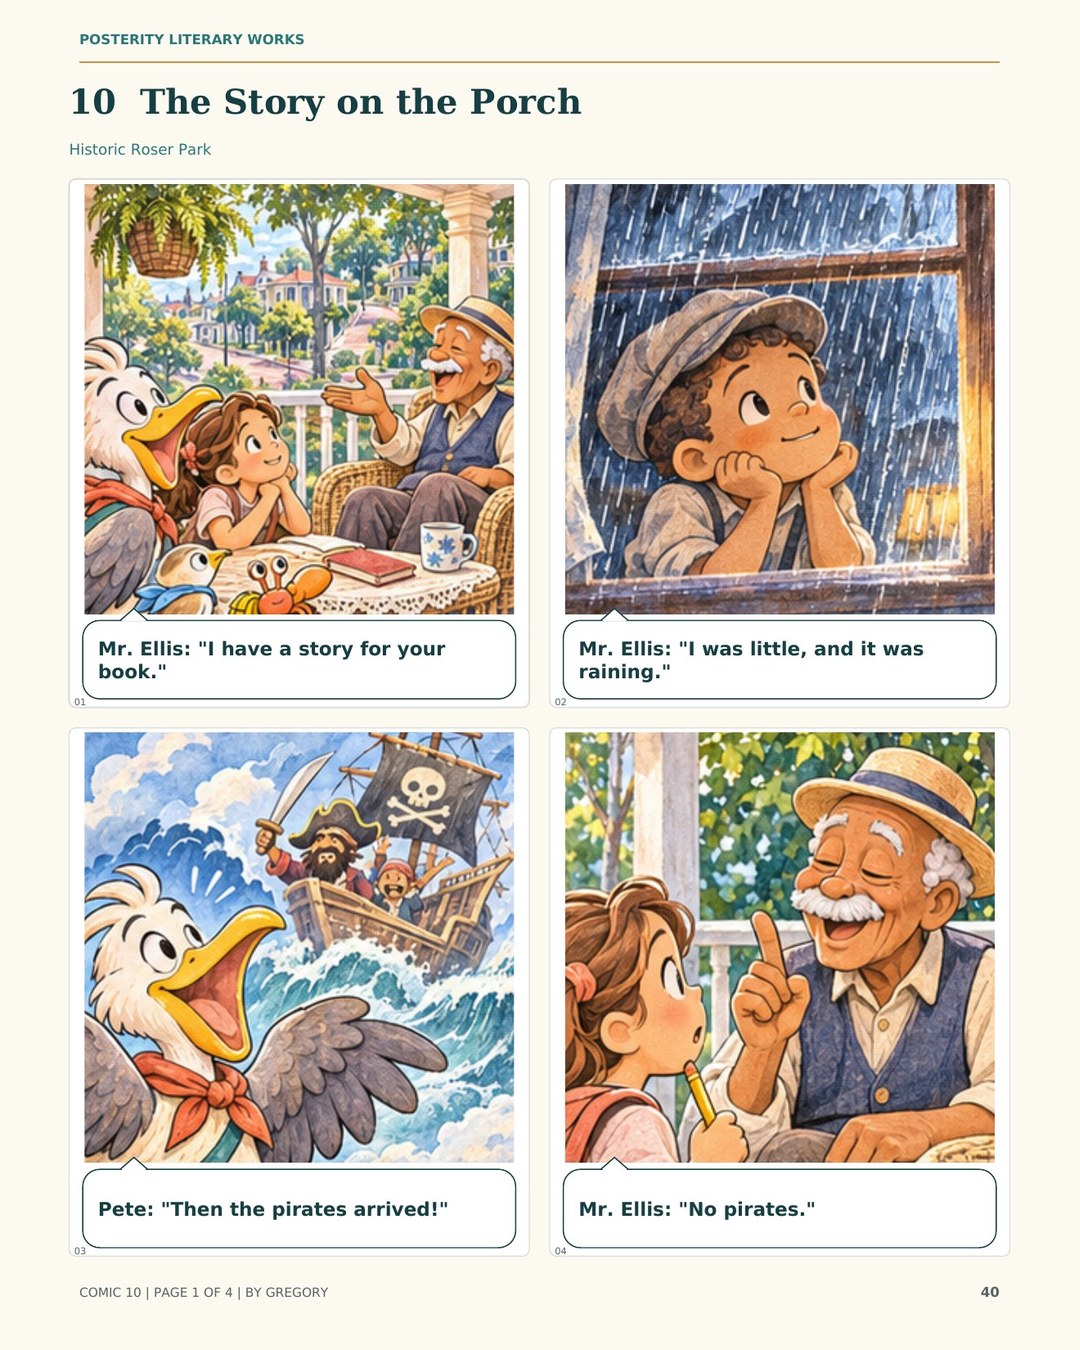 POSTERITY LITERARY WORKS
10 The Story on the Porch
Historic Roser Park
Mr. Ellis: "I have a story for your
book."
01
Mr. Ellis: "I was little, and it was
raining."
02
Pete: "Then the pirates arrived!"
03
Mr. Ellis: "No pirates."
04
COMIC 10 | PAGE 1 OF 4 | BY GREGORY
40